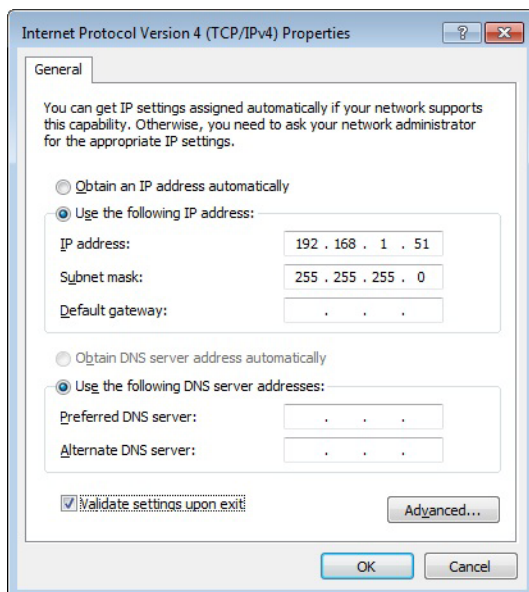 Internet Protocol Version 4 (TCP/IPv4) Properties
General
You can get IP settings assigned automatically if your network supports
this capability. Otherwise, you need to ask your network administrator
for the appropriate IP settings.
Obtain an IP address automatically
Use the following IP address:
IP address: 192 . 168 . 1 . 51
Subnet mask: 255 . 255 . 255 . 0
Default gateway: . . .
Obtain DNS server address automatically
Use the following DNS server addresses:
Preferred DNS server: . . .
Alternate DNS server: . . .
Validate settings upon exit
Advanced...
OK Cancel